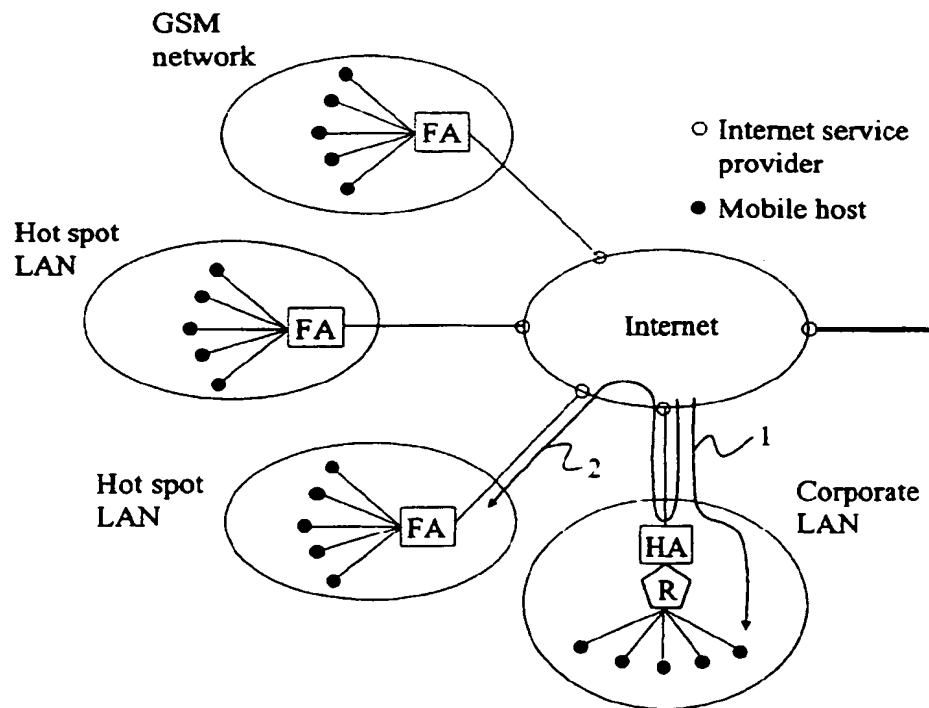 GSM
network
FA
Internet service
provider
Mobile host
Hot spot
LAN
FA
Internet
1
2
Hot spot
LAN
FA
Corporate
LAN
HA
R